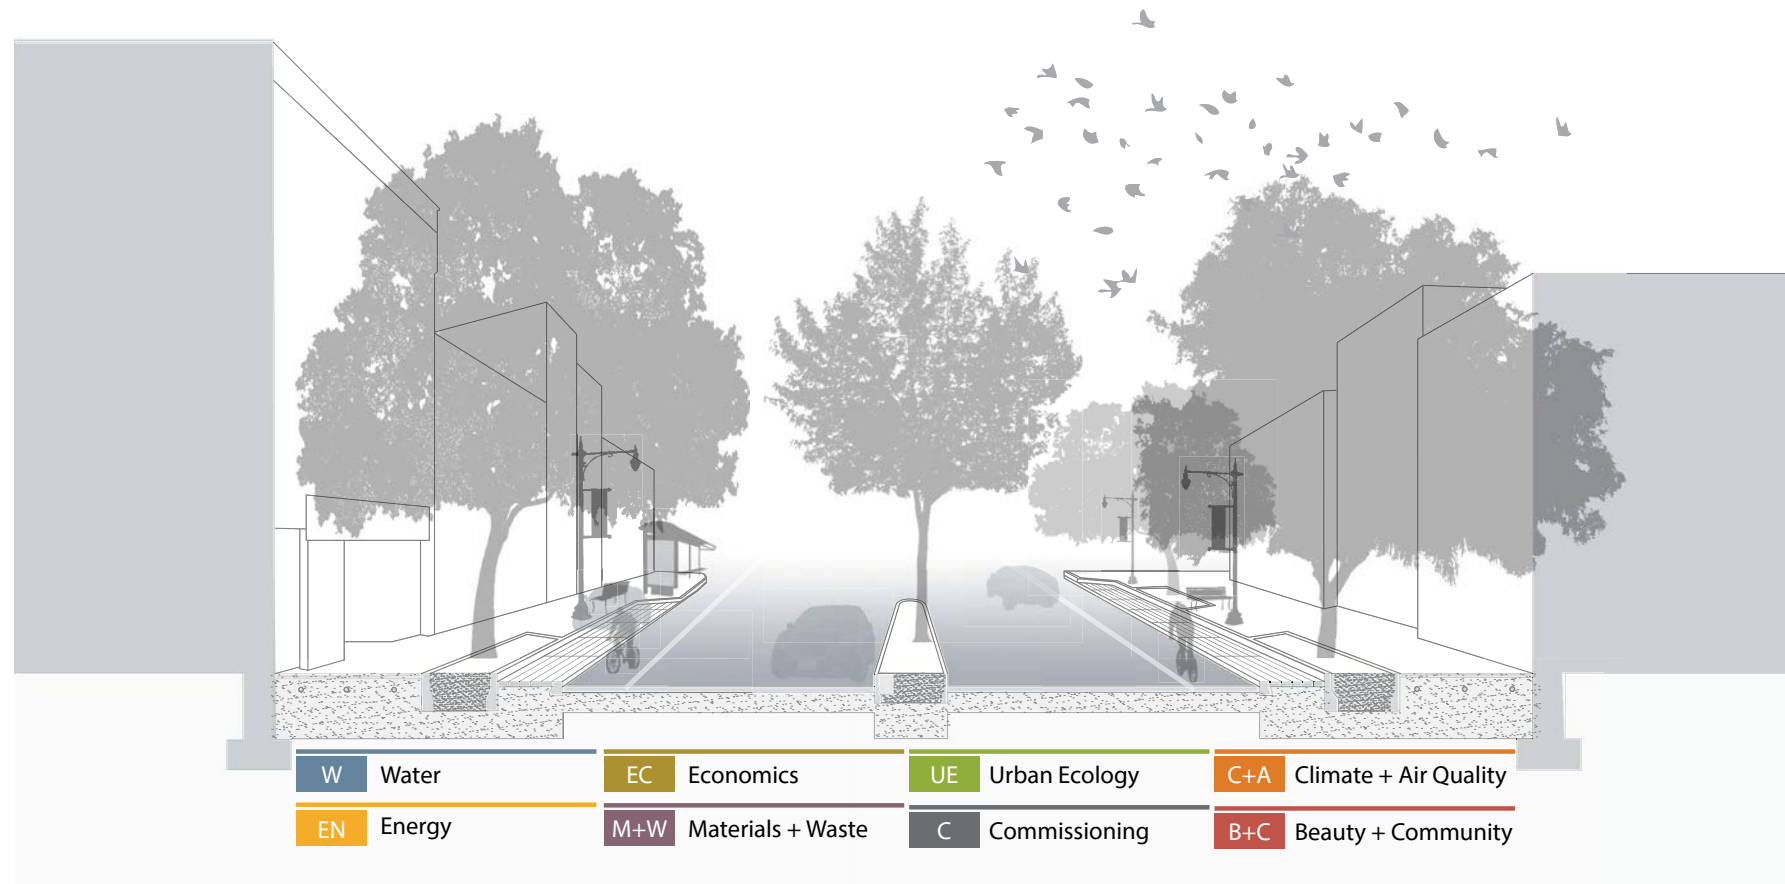 W Water EC Economics UE Urban Ecology C+A Climate + Air Quality
EN Energy M+W Materials + Waste C Commissioning B+C Beauty + Community